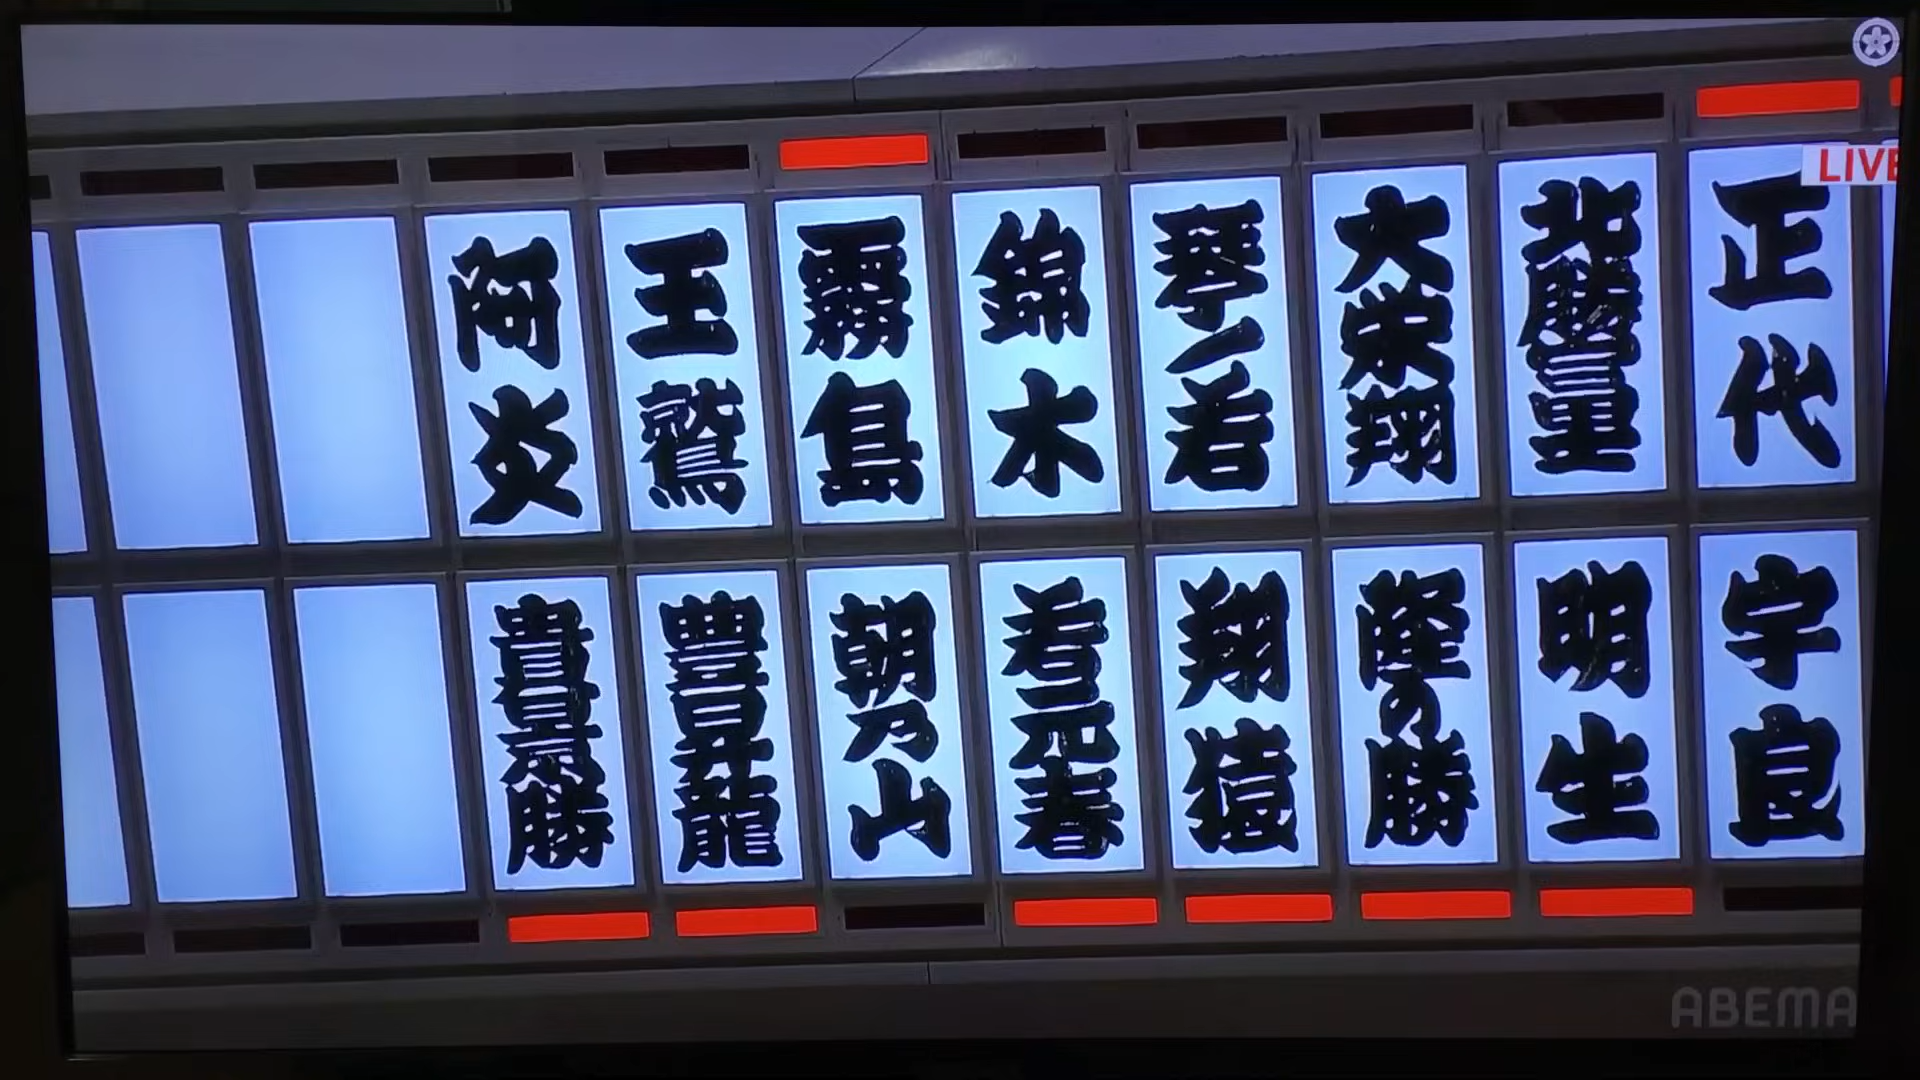 LIVE
正代
北勝富士
大栄翔
琴ノ若
錦木
霧島
玉鷲
阿炎
宇良
明生
隆の勝
翔猿
若元春
朝乃山
豊昇龍
貴景勝
ABEMA